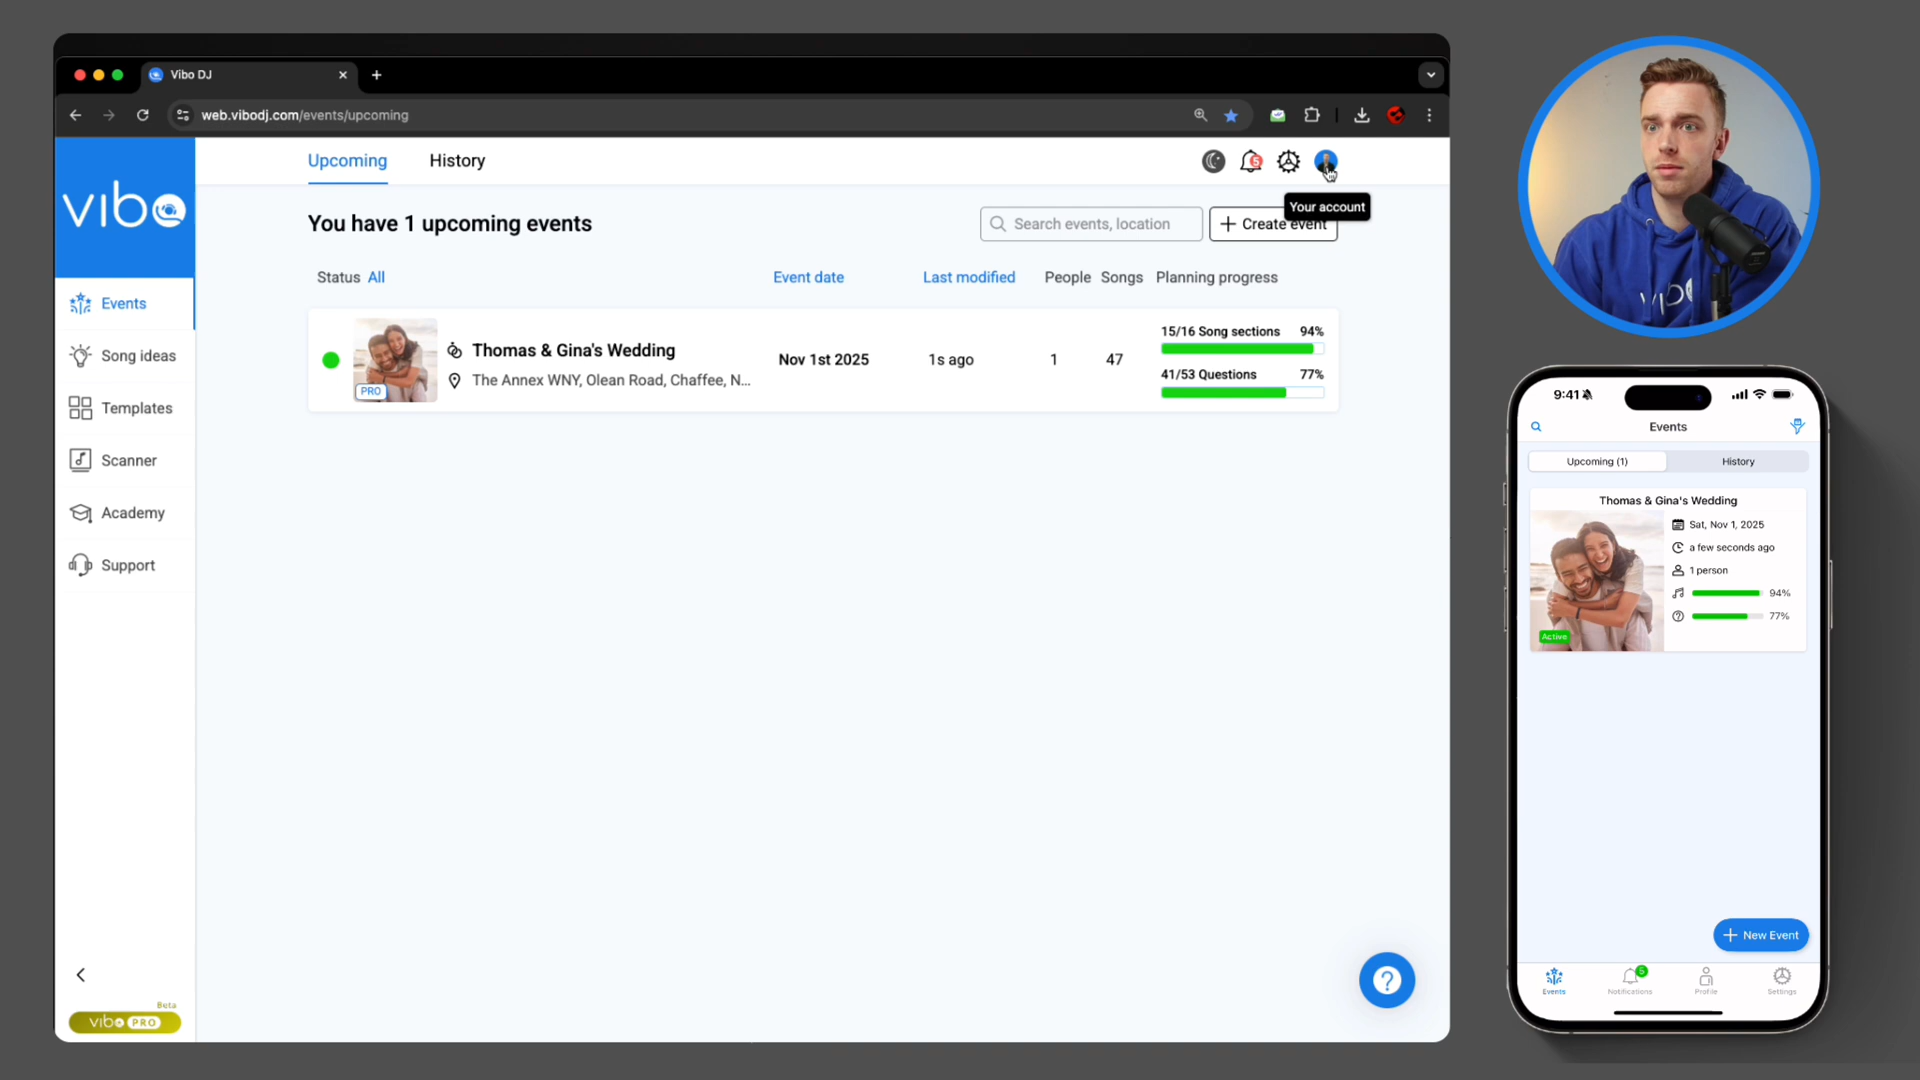 Vibo DJ
web.vibodj.com/events/upcoming
vibo
Upcoming History
5
Your account
You have 1 upcoming events
Search events, location
Create event
Status All Event date Last modified People Songs Planning progress
Events
Song ideas
Templates
Scanner
Academy
Support
PRO
Thomas & Gina's Wedding
The Annex WNY, Olean Road, Chaffee, N...
Nov 1st 2025
1s ago
1
47
15/16 Song sections 94%
41/53 Questions 77%
Beta
vibo PRO
?
vibo
9:41
Events
Upcoming (1) History
Thomas & Gina's Wedding
Sat, Nov 1, 2025
a few seconds ago
1 person
94%
77%
Active
New Event
5
Events Notifications Profile Settings